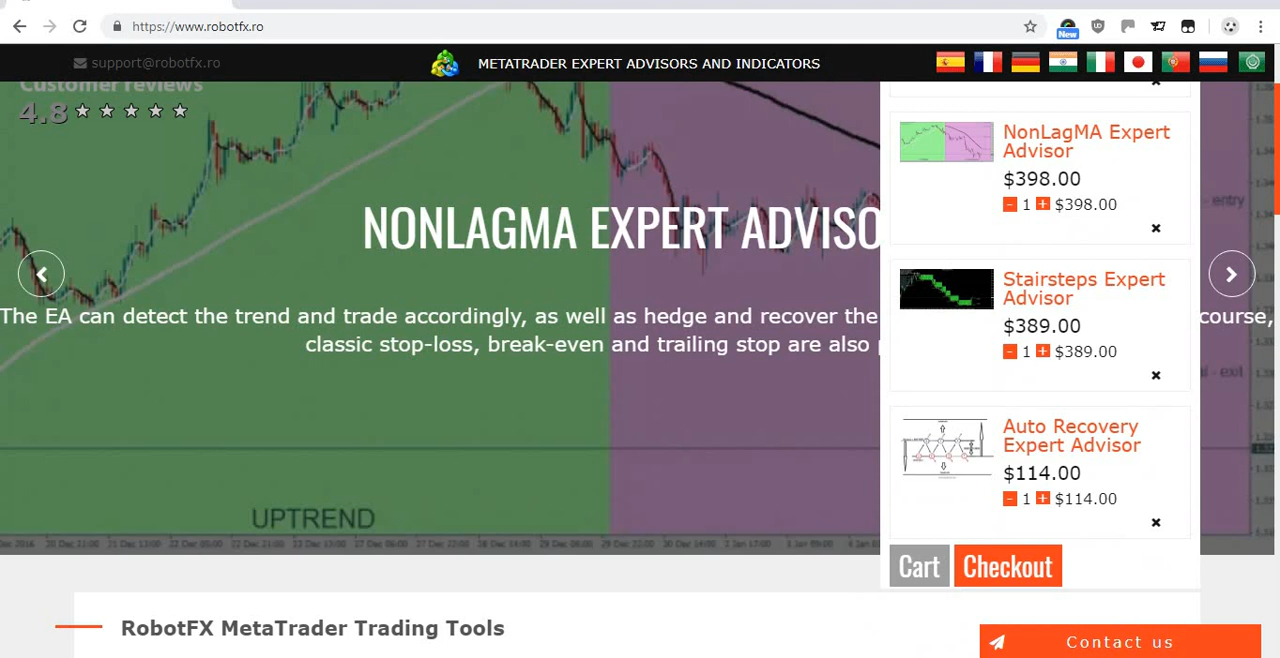 https://www.robotfx.ro
New
support@robotfx.ro
METATRADER EXPERT ADVISORS AND INDICATORS
Customer reviews
4.8
NONLAGMA EXPERT ADVISO
The EA can detect the trend and trade accordingly, as well as hedge and recover the
course,
classic stop-loss, break-even and trailing stop are also
entry
exit
UPTREND
NonLagMA Expert
Advisor
$398.00
- 1 + $398.00
Stairsteps Expert
Advisor
$389.00
- 1 + $389.00
Auto Recovery
Expert Advisor
$114.00
- 1 + $114.00
Cart Checkout
RobotFX MetaTrader Trading Tools
Contact us